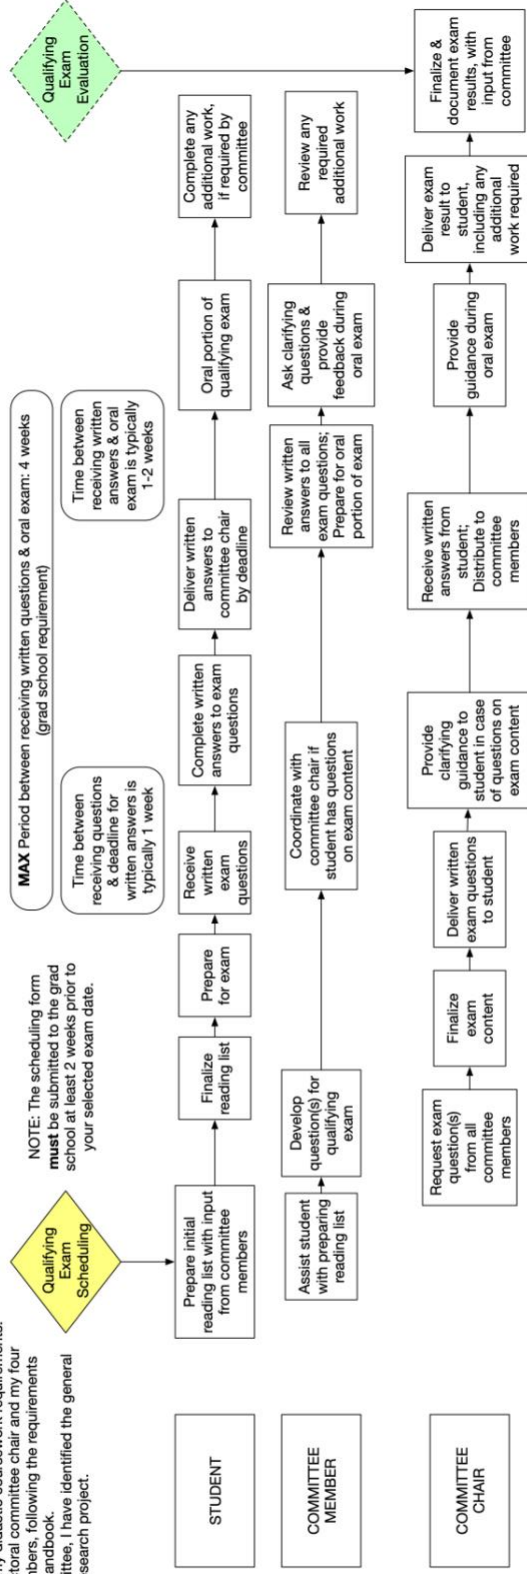 my didactic coursework requirements.
toral committee chair and my four
bers, following the requirements
andbook.
ittee, I have identified the general
search project.
Qualifying
Exam
Scheduling
NOTE: The scheduling form
must be submitted to the grad
school at least 2 weeks prior to
your selected exam date.
MAX Period between receiving written questions & oral exam: 4 weeks
(grad school requirement)
Time between
receiving questions
& deadline for
written answers is
typically 1 week
Time between
receiving written
answers & oral
exam is typically
1-2 weeks
Qualifying
Exam
Evaluation
STUDENT
Prepare initial
reading list with input
from committee
members
Finalize
reading list
Prepare
for exam
Receive
written
exam
questions
Complete written
answers to exam
questions
Deliver written
answers to
committee chair
by deadline
Oral portion of
qualifying exam
Complete any
additional work,
if required by
committee
COMMITTEE
MEMBER
Assist student
with preparing
reading list
Develop
question(s) for
qualifying
exam
Coordinate with
committee chair if
student has questions
on exam content
Review written
answers to all
exam questions;
Prepare for oral
portion of exam
Ask clarifying
questions &
provide
feedback during
oral exam
Review any
required
additional work
COMMITTEE
CHAIR
Request exam
question(s)
from all
committee
members
Finalize
exam
content
Deliver written
exam questions
to student
Provide
clarifying
guidance to
student in case
of questions on
exam content
Receive written
answers from
student;
Distribute to
committee
members
Provide
guidance during
oral exam
Deliver exam
result to
student,
including any
additional
work required
Finalize &
document exam
results, with
input from
committee